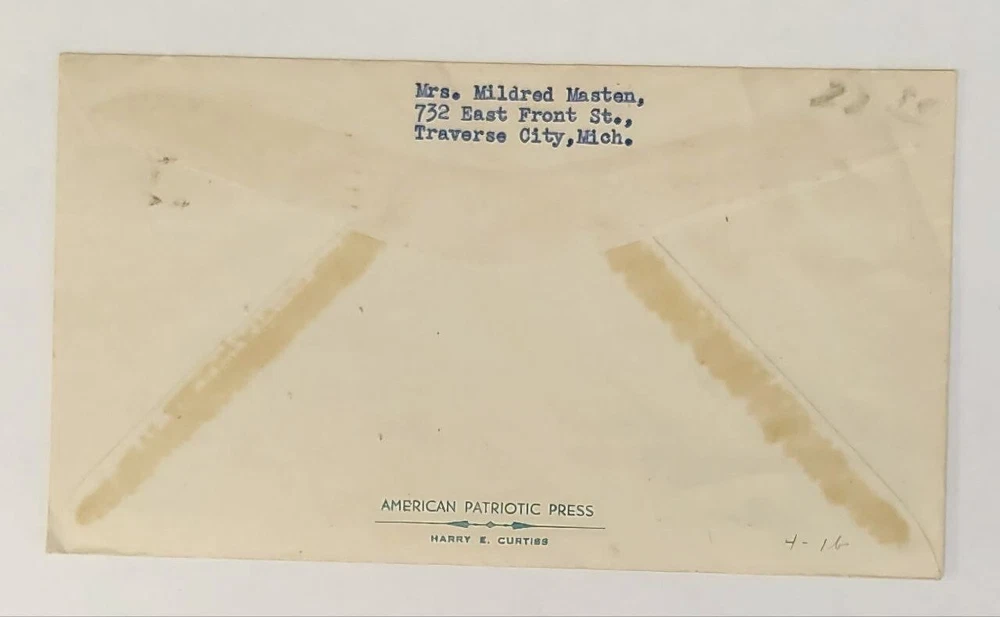 Mrs. Mildred Masten,
732 East Front St.,
Traverse City,Mich.
AMERICAN PATRIOTIC PRESS
HARRY E. CURTISS
4-16